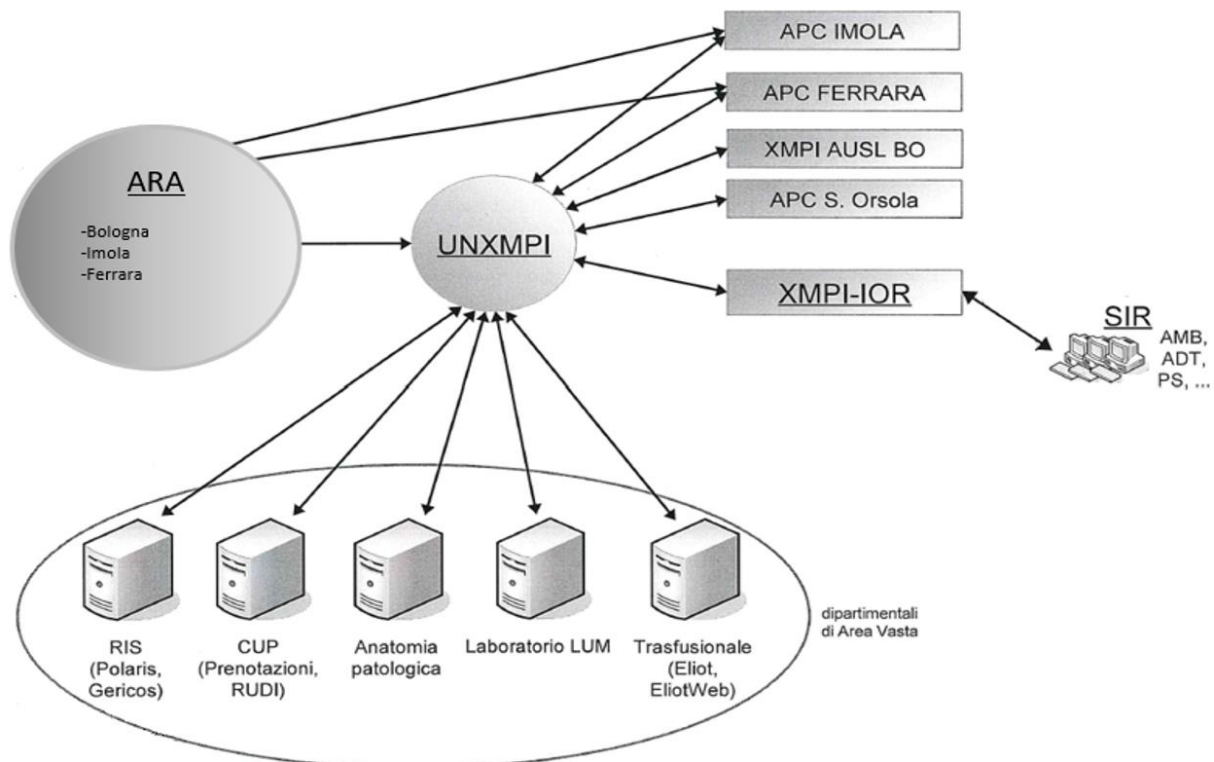 APC IMOLA
APC FERRARA
XMPI AUSL BO
APC S. Orsola
XMPI-IOR
ARA
-Bologna
-Imola
-Ferrara
UNXMPI
SIR
AMB,
ADT,
PS, ...
RIS
(Polaris,
Gericos)
CUP
(Prenotazioni,
RUDI)
Anatomia
patologica
Laboratorio LUM
Trasfusionale
(Eliot,
EliotWeb)
dipartimentali
di Area Vasta